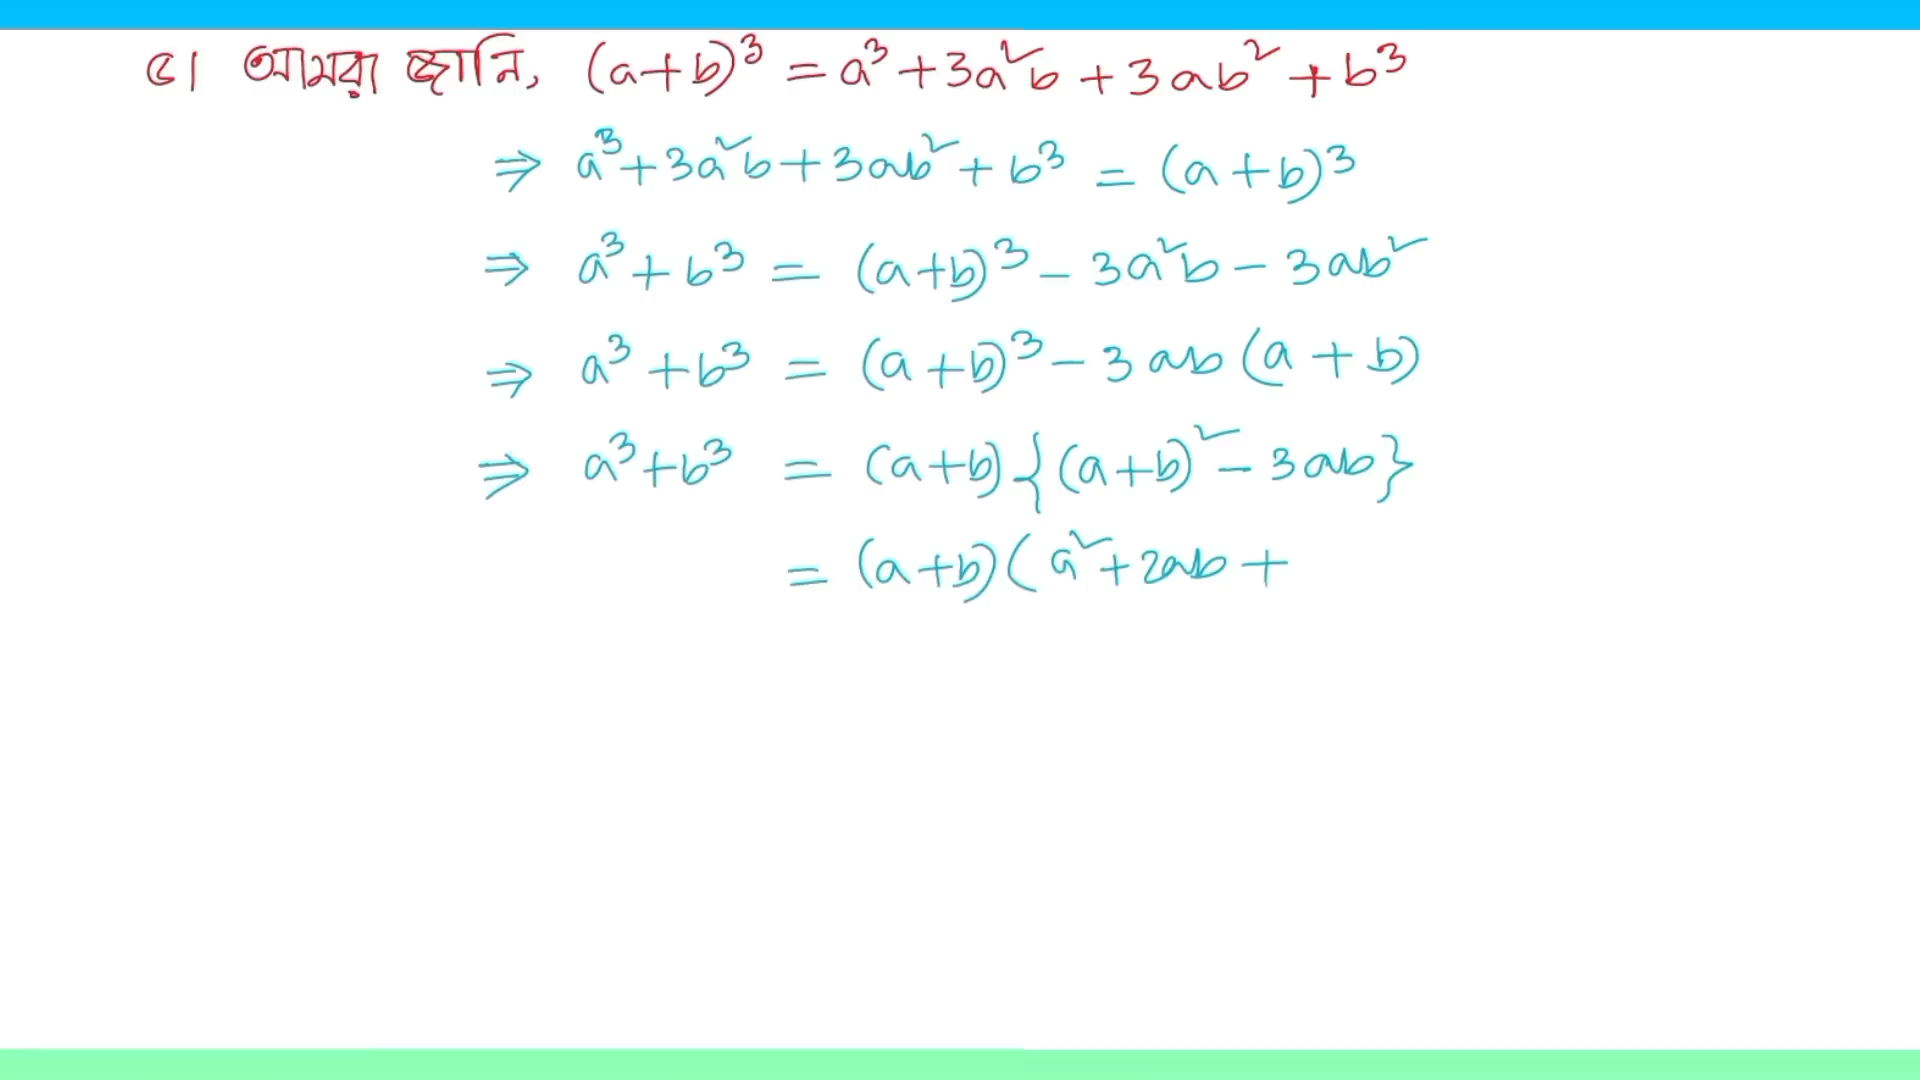 ৫। আমরা জানি, (a+b)³ = a³+3a²b+3ab²+b³
⇒ a³+3a²b+3ab²+b³ = (a+b)³
⇒ a³+b³ = (a+b)³-3a²b-3ab²
⇒ a³+b³ = (a+b)³-3ab(a+b)
⇒ a³+b³ = (a+b){(a+b)²-3ab}
= (a+b)(a²+2ab+